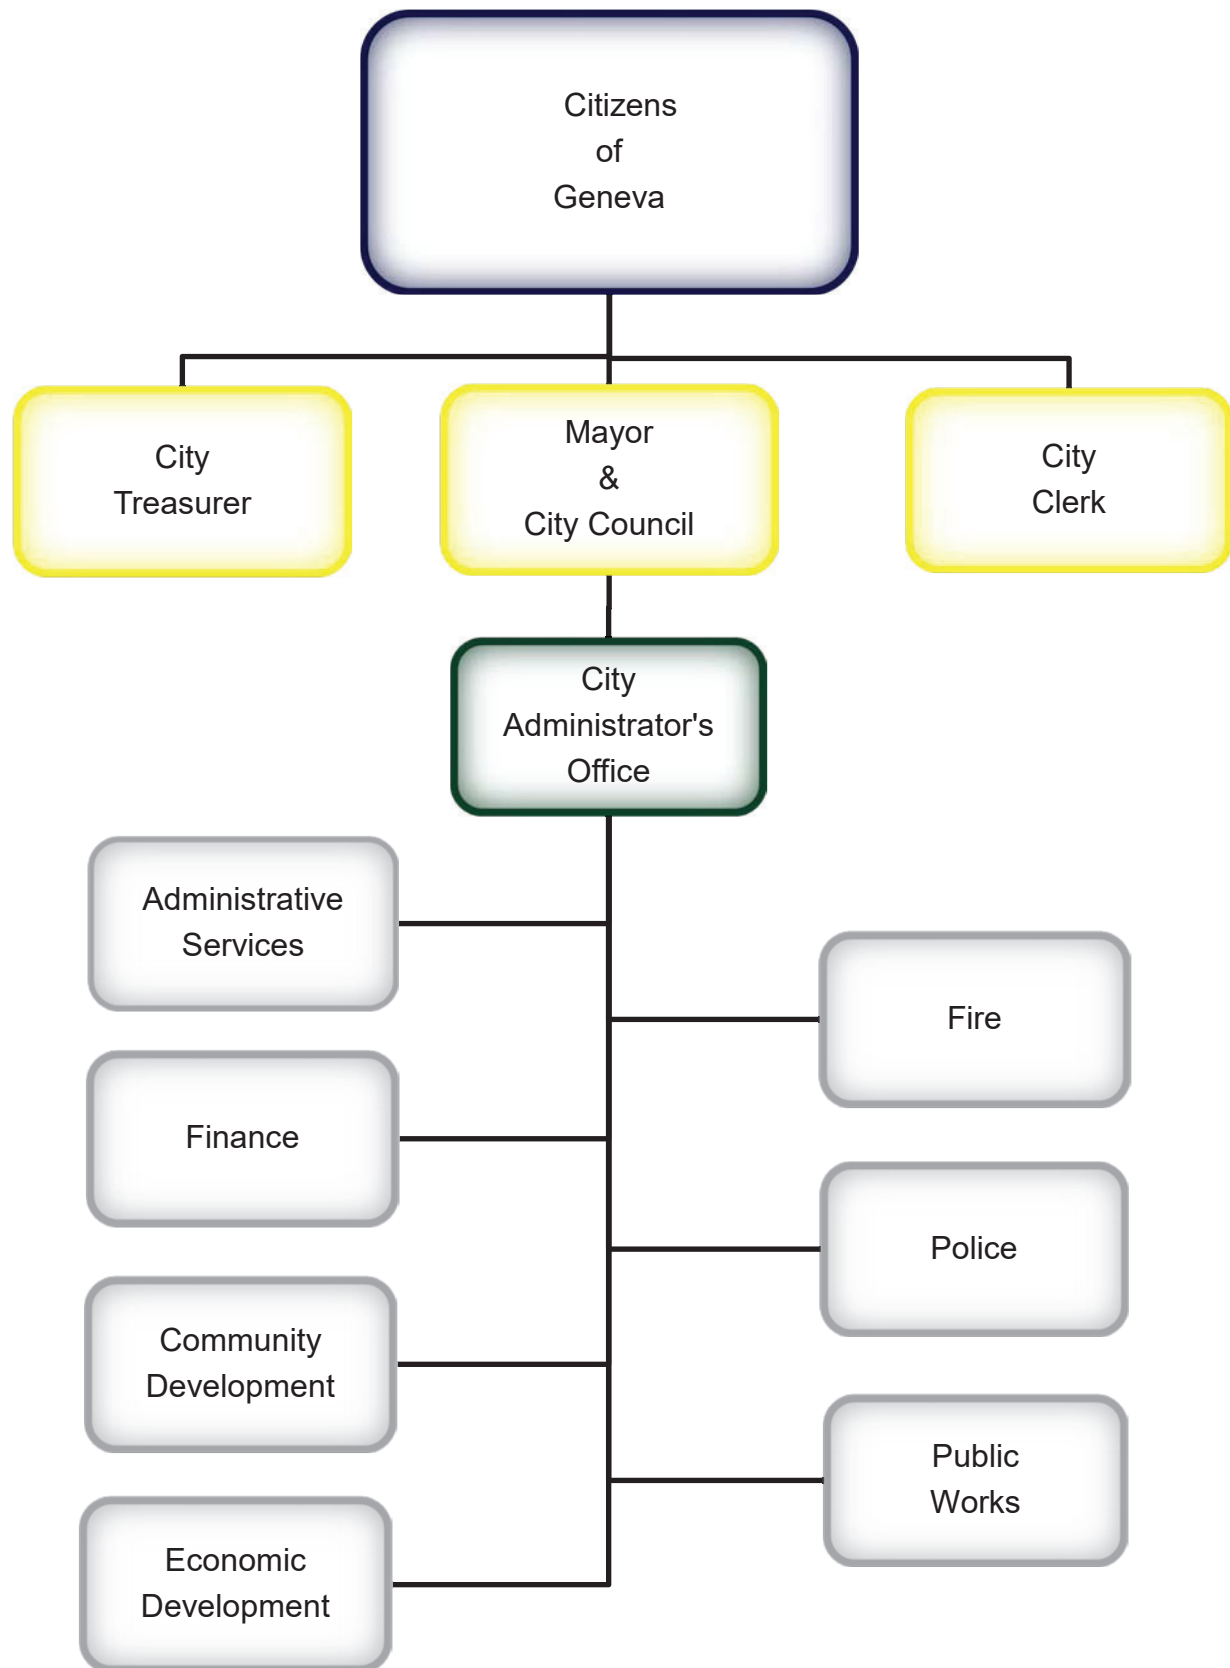 Citizens
of
Geneva
City
Treasurer
Mayor
&
City Council
City
Clerk
City
Administrator's
Office
Administrative
Services
Fire
Finance
Police
Community
Development
Public
Works
Economic
Development